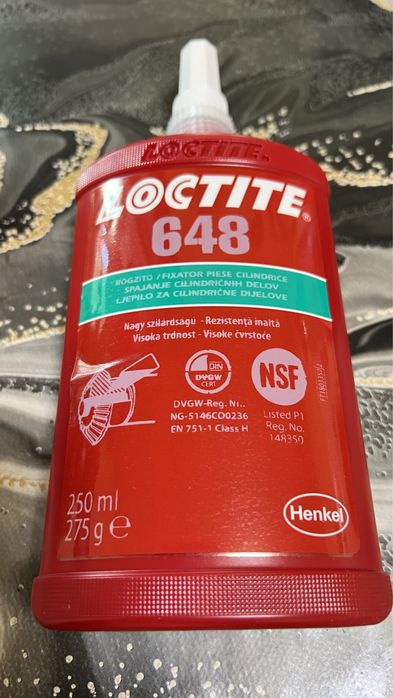 LOCTITE.
LOCTITE®
648
RÖGZÍTŐ / FIXATOR PIESE CILINDRICE
SPAJANJE CILINDRIČNIH DELOV
LJEPILO ZA CILINDRIČNE DIJELOVE
Nagy szilárdságú - Rezistenţă înaltă
Visoka trdnost - Visoke čvrstoće
DIN
DVGW
CERT
DVGW-Reg. Nr.:
NG-5146CO0236
EN 751-1 Class H
NSF
Listed P1
Reg. No.
148350
250 ml
275 g e
Henkel